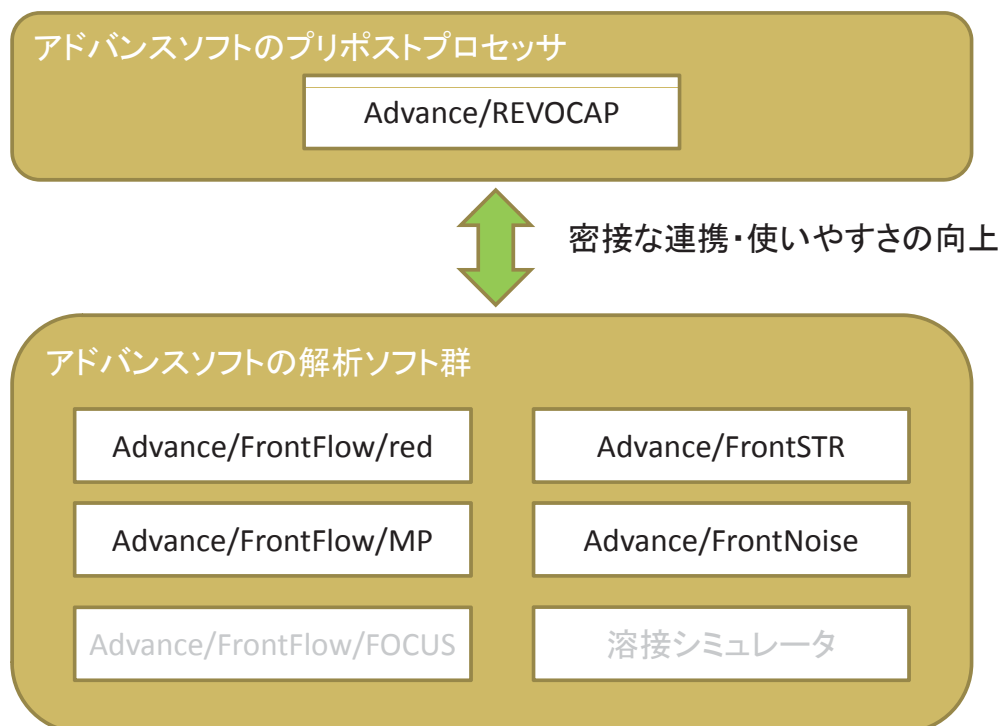 アドバンスソフトのプリポストプロセッサ
Advance/REVOCAP
密接な連携・使いやすさの向上
アドバンスソフトの解析ソフト群
Advance/FrontFlow/red
Advance/FrontSTR
Advance/FrontFlow/MP
Advance/FrontNoise
Advance/FrontFlow/FOCUS
溶接シミュレータ